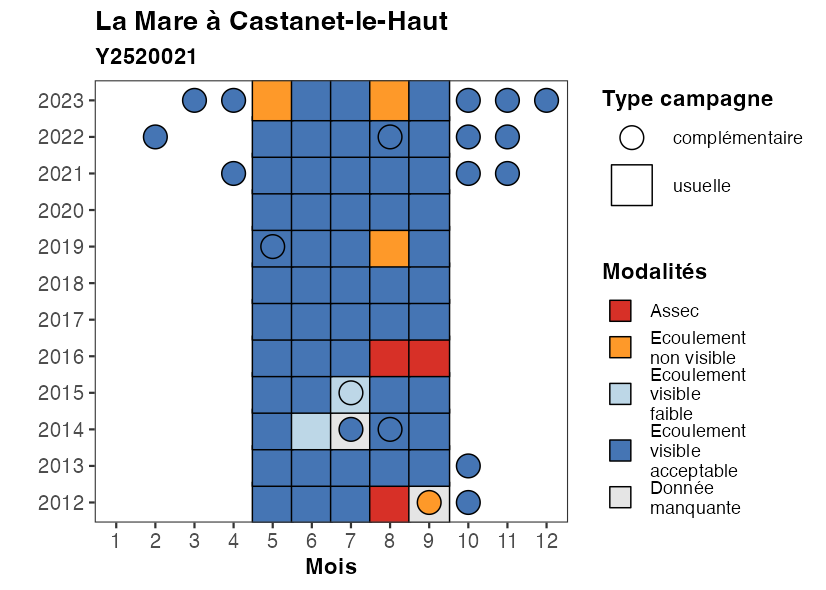 La Mare à Castanet-le-Haut
Y2520021
2023
2022
2021
2020
2019
2018
2017
2016
2015
2014
2013
2012
1 2 3 4 5 6 7 8 9 10 11 12
Mois
Type campagne
complémentaire
usuelle
Modalités
Assec
Ecoulement
non visible
Ecoulement
visible
faible
Ecoulement
visible
acceptable
Donnée
manquante